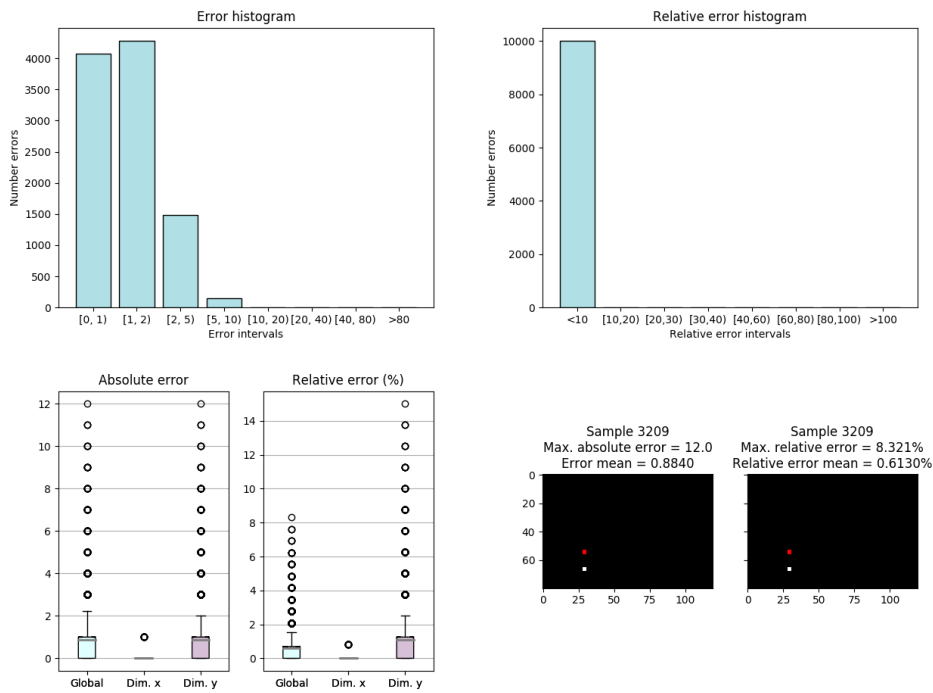 Error histogram
Number errors
4000
3500
3000
2500
2000
1500
1000
500
0
[0, 1) [1, 2) [2, 5) [5, 10) [10, 20) [20, 40) [40, 80) >80
Error intervals
Relative error histogram
Number errors
10000
8000
6000
4000
2000
0
<10 [10,20) [20,30) [30,40) [40,60) [60,80) [80,100) >100
Relative error intervals
Absolute error
12
10
8
6
4
2
0
Global Dim. x Dim. y
Relative error (%)
14
12
10
8
6
4
2
0
Global Dim. x Dim. y
Sample 3209
Max. absolute error = 12.0
Error mean = 0.8840
0
20
40
60
0 25 50 75 100
Sample 3209
Max. relative error = 8.321%
Relative error mean = 0.6130%
0 25 50 75 100